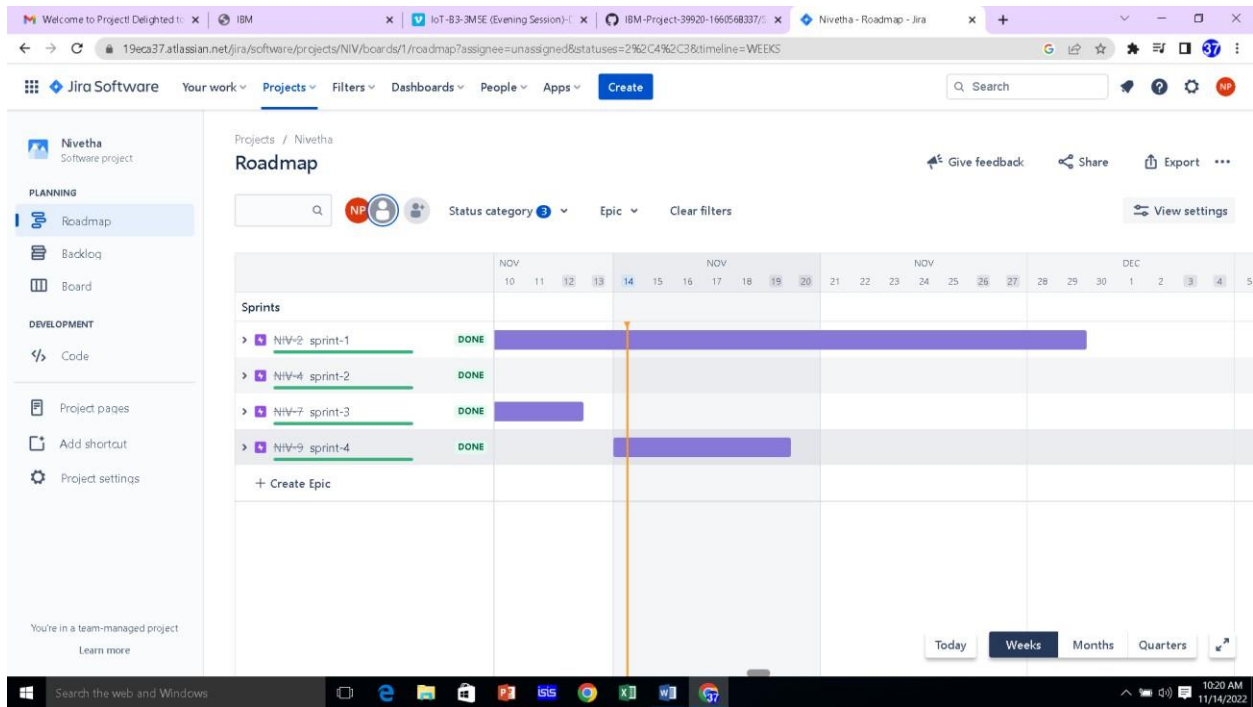 Welcome to Project! Delighted to
IBM
IoT-B3-3M5E (Evening Session)-
IBM-Project-39920-1660568337/
Nivetha - Roadmap - Jira
19eca37.atlassian.net/jira/software/projects/NIV/boards/1/roadmap?assignee=unassigned&statuses=2%2C4%2C3&timeline=WEEKS
G
37
Jira Software
Your work
Projects
Filters
Dashboards
People
Apps
Create
Search
NP
Nivetha
Software project
PLANNING
Roadmap
Backlog
Board
DEVELOPMENT
Code
Project pages
Add shortcut
Project settings
You're in a team-managed project
Learn more
Projects / Nivetha
Roadmap
Give feedback
Share
Export
NP
Status category 3
Epic
Clear filters
View settings
NOV NOV NOV DEC
10 11 12 13 14 15 16 17 18 19 20 21 22 23 24 25 26 27 28 29 30 1 2 3 4 5
Sprints
NIV-2 sprint-1 DONE
NIV-4 sprint-2 DONE
NIV-7 sprint-3 DONE
NIV-9 sprint-4 DONE
+ Create Epic
Today
Weeks
Months
Quarters
Search the web and Windows
isis
37
10:20 AM
11/14/2022